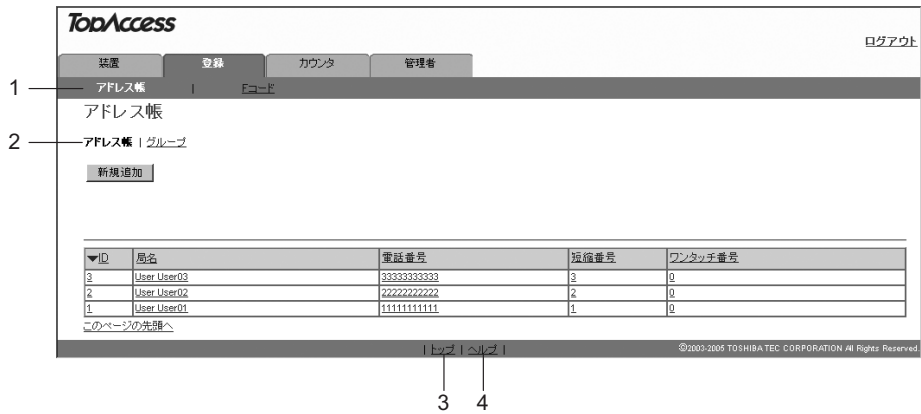 TopAccess
ログアウト
装置 登録 カウンタ 管理者
1 アドレス帳 | Fコード
アドレス帳
2 アドレス帳 | グループ
新規追加
▼ID 局名 電話番号 短縮番号 ワンタッチ番号
3 User User03 33333333333 3 0
2 User User02 22222222222 2 0
1 User User01 11111111111 1 0
このページの先頭へ
| トップ | ヘルプ | ©2003-2005 TOSHIBA TEC CORPORATION All Rights Reserved.
3 4